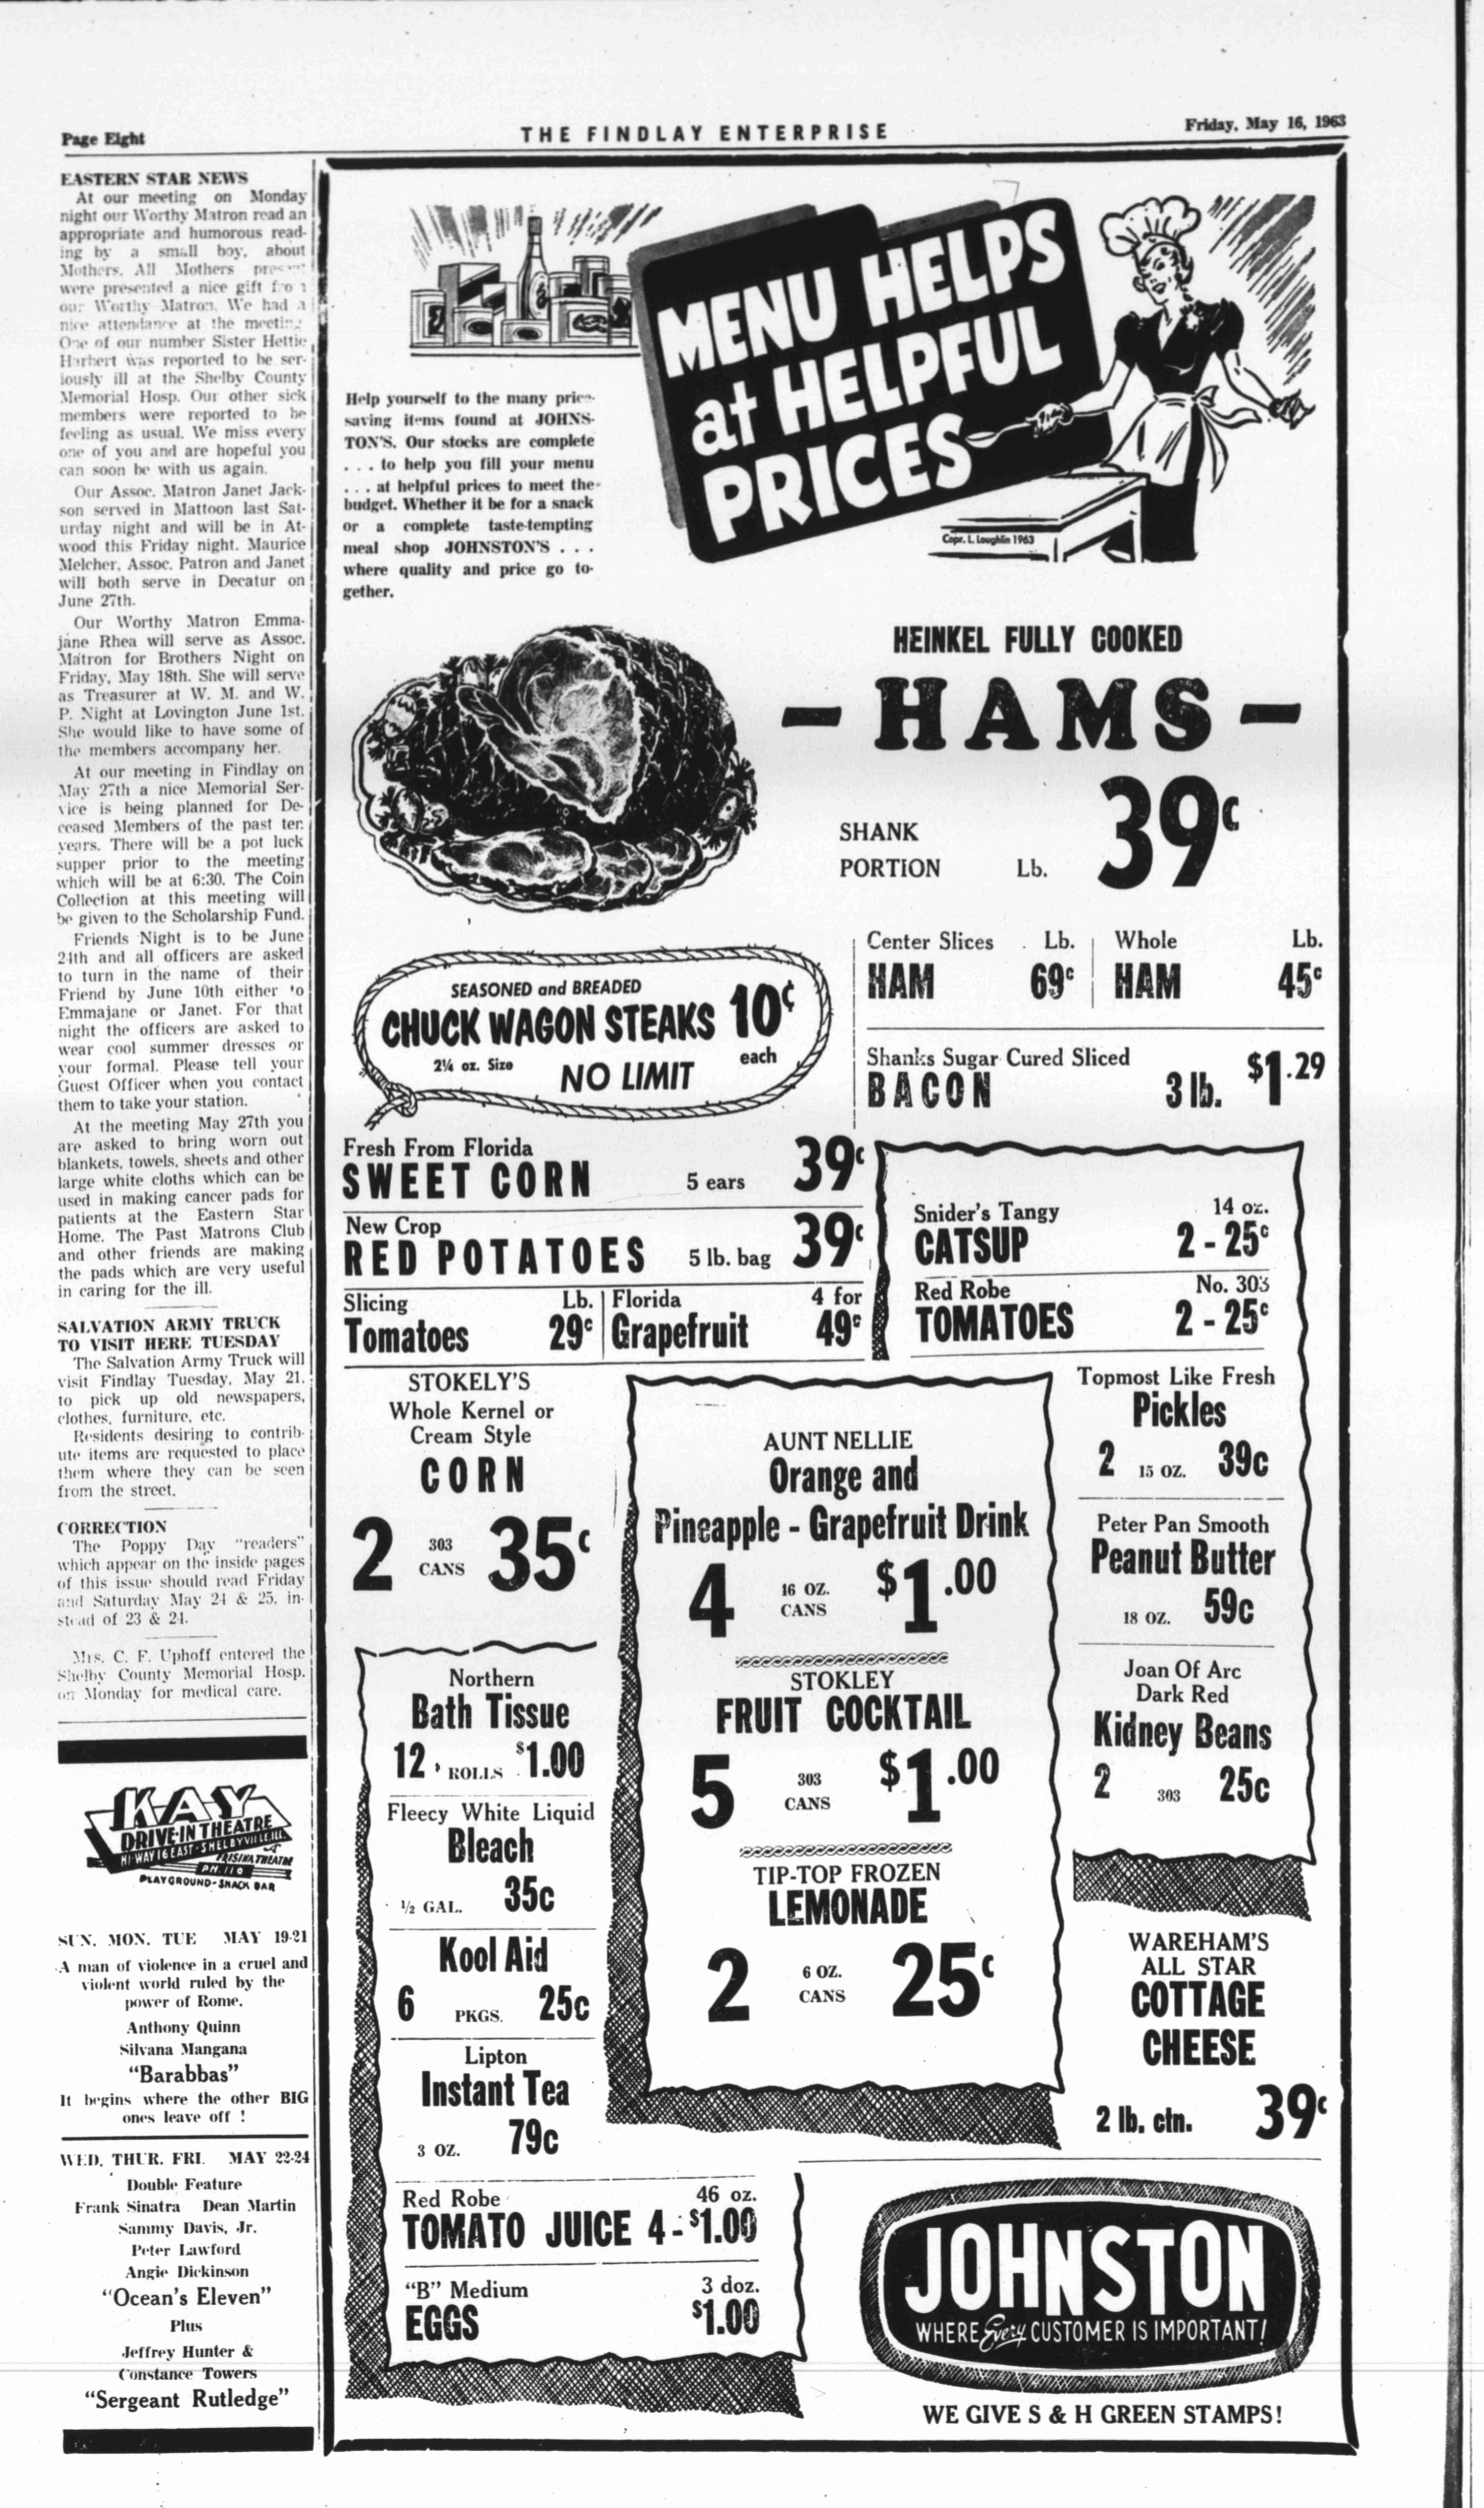 Page Eight
THE FINDLAY ENTERPRISE
Friday, May 16, 1963
EASTERN STAR NEWS
At our meeting on Monday
night our Worthy Matron read an
appropriate and humorous read-
ing by a small boy, about
Mothers. All Mothers present
were presented a nice gift from
our Worthy Matron. We had a
nice attendance at the meeting.
One of our number Sister Hettie
Harbert was reported to be ser-
iously ill at the Shelby County
Memorial Hosp. Our other sick
members were reported to be
feeling as usual. We miss every
one of you and are hopeful you
can soon be with us again.
Our Assoc. Matron Janet Jack-
son served in Mattoon last Sat-
urday night and will be in At-
wood this Friday night. Maurice
Melcher, Assoc. Patron and Janet
will both serve in Decatur on
June 27th.
Our Worthy Matron Emma-
jane Rhea will serve as Assoc.
Matron for Brothers Night on
Friday, May 18th. She will serve
as Treasurer at W. M. and W.
P. Night at Lovington June 1st.
She would like to have some of
the members accompany her.
At our meeting in Findlay on
May 27th a nice Memorial Ser-
vice is being planned for De-
ceased Members of the past ten
years. There will be a pot luck
supper prior to the meeting
which will be at 6:30. The Coin
Collection at this meeting will
be given to the Scholarship Fund.
Friends Night is to be June
24th and all officers are asked
to turn in the name of their
Friend by June 10th either to
Emmajane or Janet. For that
night the officers are asked to
wear cool summer dresses or
your formal. Please tell your
Guest Officer when you contact
them to take your station.
At the meeting May 27th you
are asked to bring worn out
blankets, towels, sheets and other
large white cloths which can be
used in making cancer pads for
patients at the Eastern Star
Home. The Past Matrons Club
and other friends are making
the pads which are very useful
in caring for the ill.
SALVATION ARMY TRUCK
TO VISIT HERE TUESDAY
The Salvation Army Truck will
visit Findlay Tuesday, May 21,
to pick up old newspapers,
clothes, furniture, etc.
Residents desiring to contrib-
ute items are requested to place
them where they can be seen
from the street.
CORRECTION
The Poppy Day "readers"
which appear on the inside pages
of this issue should read Friday
and Saturday May 24 & 25, in-
stead of 23 & 24.
Mrs. C. F. Uphoff entered the
Shelby County Memorial Hosp.
on Monday for medical care.
KAY
DRIVE-IN THEATRE
HI-WAY 16 EAST - SHELBYVILLE ILL.
FRISINA THEATRE
PH. 110
PLAYGROUND - SNACK BAR
SUN. MON. TUE MAY 19-21
A man of violence in a cruel and
violent world ruled by the
power of Rome.
Anthony Quinn
Silvana Mangana
"Barabbas"
It begins where the other BIG
ones leave off !
WED. THUR. FRI. MAY 22-24
Double Feature
Frank Sinatra Dean Martin
Sammy Davis, Jr.
Peter Lawford
Angie Dickinson
"Ocean's Eleven"
Plus
Jeffrey Hunter &
Constance Towers
"Sergeant Rutledge"
MENU HELPS
at HELPFUL
PRICES
Copr. L. Loughlin 1963
Help yourself to the many price-
saving items found at JOHNS-
TON'S. Our stocks are complete
. . . to help you fill your menu
. . . at helpful prices to meet the
budget. Whether it be for a snack
or a complete taste-tempting
meal shop JOHNSTON'S . . .
where quality and price go to-
gether.
HEINKEL FULLY COOKED
- HAMS -
SHANK
PORTION Lb. 39c
Center Slices Lb.
HAM 69c
Whole Lb.
HAM 45c
SEASONED and BREADED
CHUCK WAGON STEAKS 10¢
2¼ oz. Size NO LIMIT each
Shanks Sugar Cured Sliced
BACON 3 lb. $1.29
Fresh From Florida
SWEET CORN 5 ears 39c
New Crop
RED POTATOES 5 lb. bag 39c
Slicing Lb.
Tomatoes 29c
Florida 4 for
Grapefruit 49c
Snider's Tangy 14 oz.
CATSUP 2 - 25c
Red Robe No. 303
TOMATOES 2 - 25c
STOKELY'S
Whole Kernel or
Cream Style
CORN
2 303 CANS 35c
AUNT NELLIE
Orange and
Pineapple - Grapefruit Drink
4 16 OZ. CANS $1.00
STOKLEY
FRUIT COCKTAIL
5 303 CANS $1.00
TIP-TOP FROZEN
LEMONADE
2 6 OZ. CANS 25c
Topmost Like Fresh
Pickles
2 15 OZ. 39c
Peter Pan Smooth
Peanut Butter
18 OZ. 59c
Joan Of Arc
Dark Red
Kidney Beans
2 303 25c
Northern
Bath Tissue
12 ROLLS $1.00
Fleecy White Liquid
Bleach
½ GAL. 35c
Kool Aid
6 PKGS. 25c
Lipton
Instant Tea
3 OZ. 79c
Red Robe 46 oz.
TOMATO JUICE 4 - $1.00
"B" Medium 3 doz.
EGGS $1.00
WAREHAM'S
ALL STAR
COTTAGE
CHEESE
2 lb. ctn. 39c
JOHNSTON
WHERE Every CUSTOMER IS IMPORTANT!
WE GIVE S & H GREEN STAMPS!